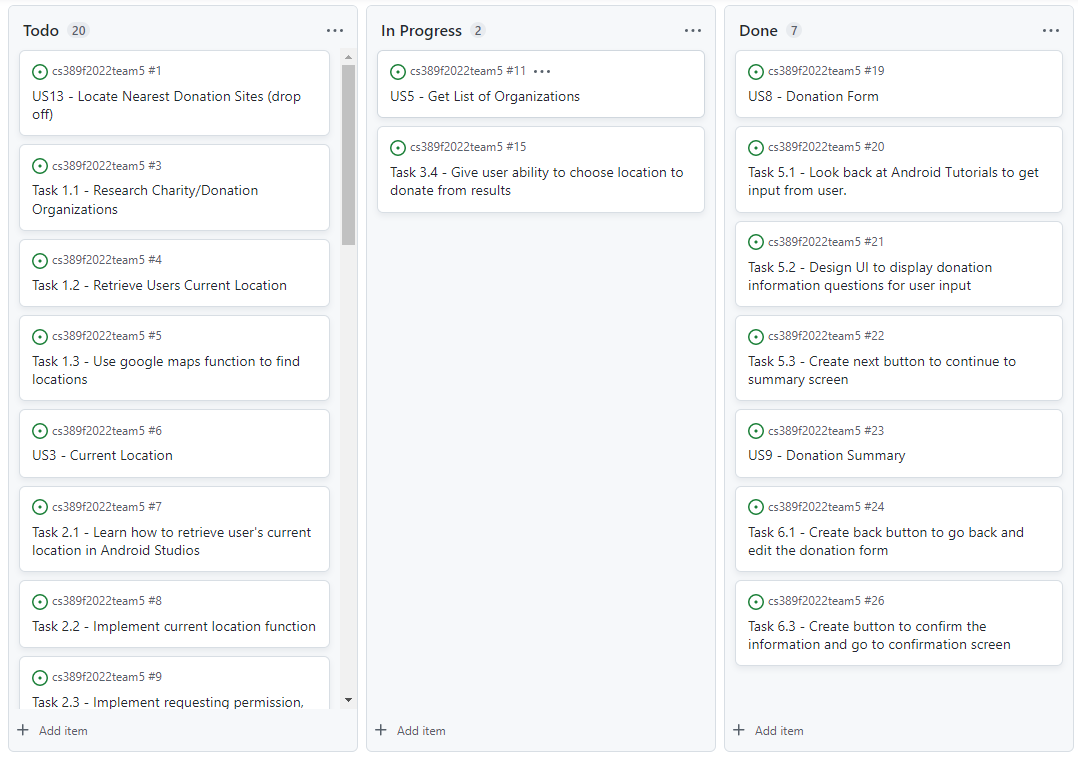 Todo 20
cs389f2022team5 #1
US13 - Locate Nearest Donation Sites (drop
off)
cs389f2022team5 #3
Task 1.1 - Research Charity/Donation
Organizations
cs389f2022team5 #4
Task 1.2 - Retrieve Users Current Location
cs389f2022team5 #5
Task 1.3 - Use google maps function to find
locations
cs389f2022team5 #6
US3 - Current Location
cs389f2022team5 #7
Task 2.1 - Learn how to retrieve user's current
location in Android Studios
cs389f2022team5 #8
Task 2.2 - Implement current location function
cs389f2022team5 #9
Task 2.3 - Implement requesting permission,
+ Add item
In Progress 2
cs389f2022team5 #11 ...
US5 - Get List of Organizations
cs389f2022team5 #15
Task 3.4 - Give user ability to choose location to
donate from results
+ Add item
Done 7
cs389f2022team5 #19
US8 - Donation Form
cs389f2022team5 #20
Task 5.1 - Look back at Android Tutorials to get
input from user.
cs389f2022team5 #21
Task 5.2 - Design UI to display donation
information questions for user input
cs389f2022team5 #22
Task 5.3 - Create next button to continue to
summary screen
cs389f2022team5 #23
US9 - Donation Summary
cs389f2022team5 #24
Task 6.1 - Create back button to go back and
edit the donation form
cs389f2022team5 #26
Task 6.3 - Create button to confirm the
information and go to confirmation screen
+ Add item